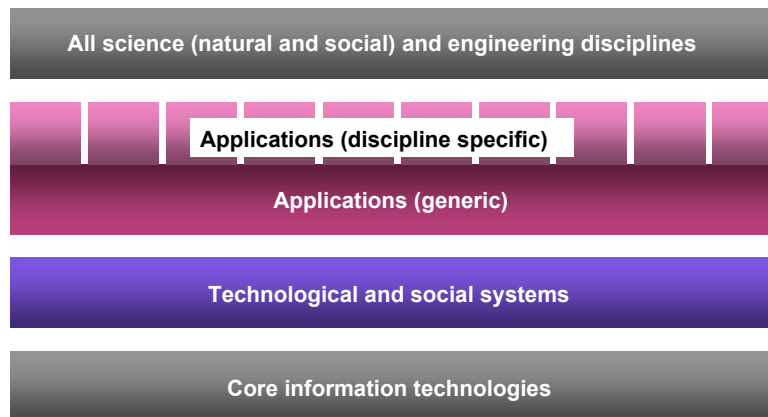 All science (natural and social) and engineering disciplines
Applications (discipline specific)
Applications (generic)
Technological and social systems
Core information technologies